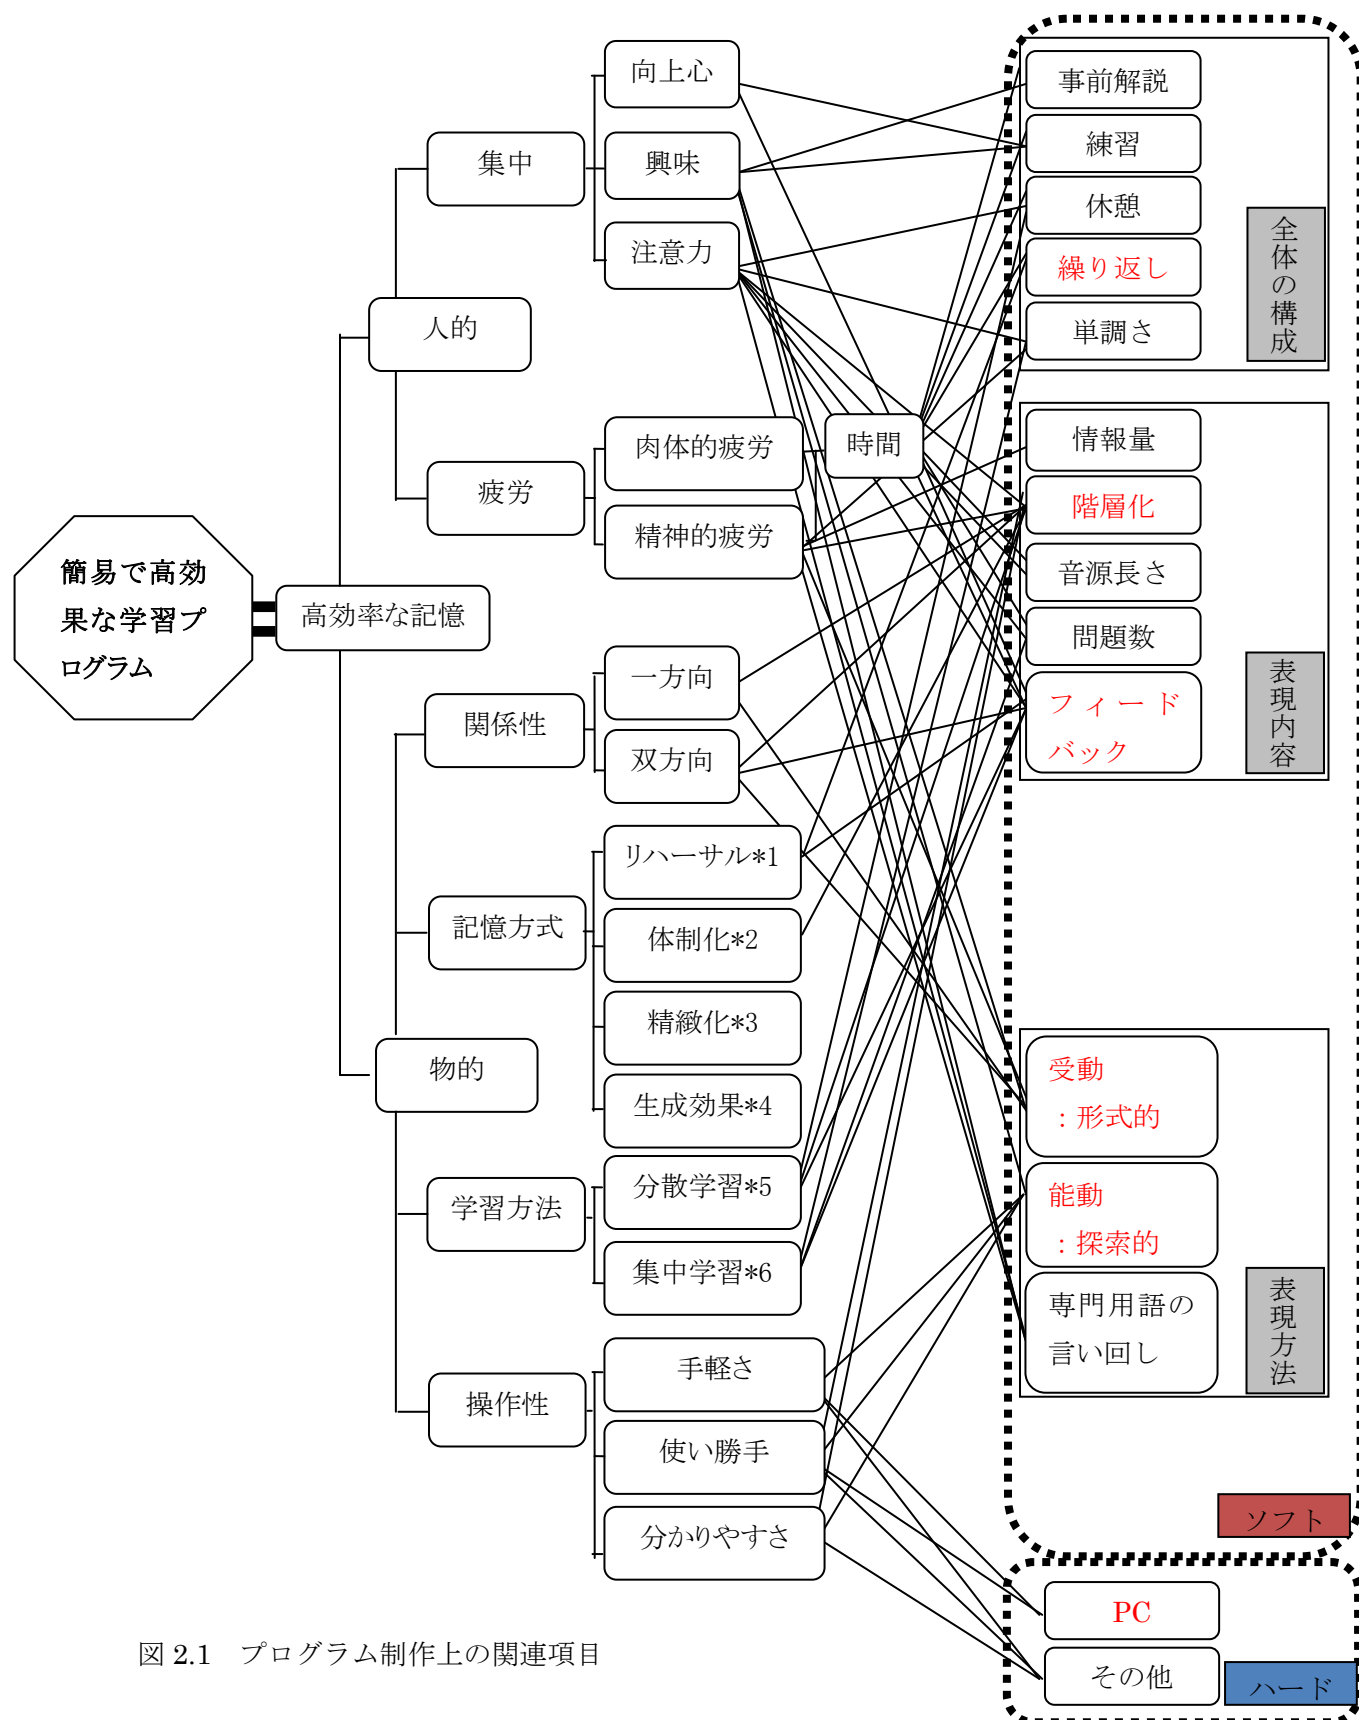 簡易で高効
果な学習プ
ログラム
高効率な記憶
人的
物的
集中
疲労
関係性
記憶方式
学習方法
操作性
向上心
興味
注意力
肉体的疲労
精神的疲労
時間
一方向
双方向
リハーサル*1
体制化*2
精緻化*3
生成効果*4
分散学習*5
集中学習*6
手軽さ
使い勝手
分かりやすさ
事前解説
練習
休憩
繰り返し
単調さ
全体の構成
情報量
階層化
音源長さ
問題数
フィード
バック
表現内容
受動
：形式的
能動
：探索的
専門用語の
言い回し
表現方法
ソフト
PC
その他
ハード
図 2.1　プログラム制作上の関連項目